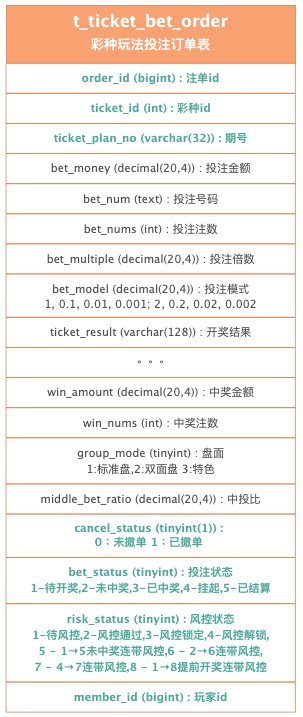 t_ticket_bet_order
彩种玩法投注订单表
order_id (bigint) : 注单id
ticket_id (int) : 彩种id
ticket_plan_no (varchar(32)) : 期号
bet_money (decimal(20,4)) : 投注金额
bet_num (text) : 投注号码
bet_nums (int) : 投注注数
bet_multiple (decimal(20,4)) : 投注倍数
bet_model (decimal(20,4)) : 投注模式
1, 0.1, 0.01, 0.001; 2, 0.2, 0.02, 0.002
ticket_result (varchar(128)) : 开奖结果
。。。
win_amount (decimal(20,4)) : 中奖金额
win_nums (int) : 中奖注数
group_mode (tinyint) : 盘面
1:标准盘,2:双面盘 3:特色
middle_bet_ratio (decimal(20,4)) : 中投比
cancel_status (tinyint(1)) :
0：未撤单 1：已撤单
bet_status (tinyint) : 投注状态
1-待开奖,2-未中奖,3-已中奖,4-挂起,5-已结算
risk_status (tinyint) : 风控状态
1-待风控,2-风控通过,3-风控锁定,4-风控解锁,
5 - 1→5未中奖连带风控,6 - 2→6连带风控,
7 - 4→7连带风控,8 - 1→8提前开奖连带风控
member_id (bigint) : 玩家id